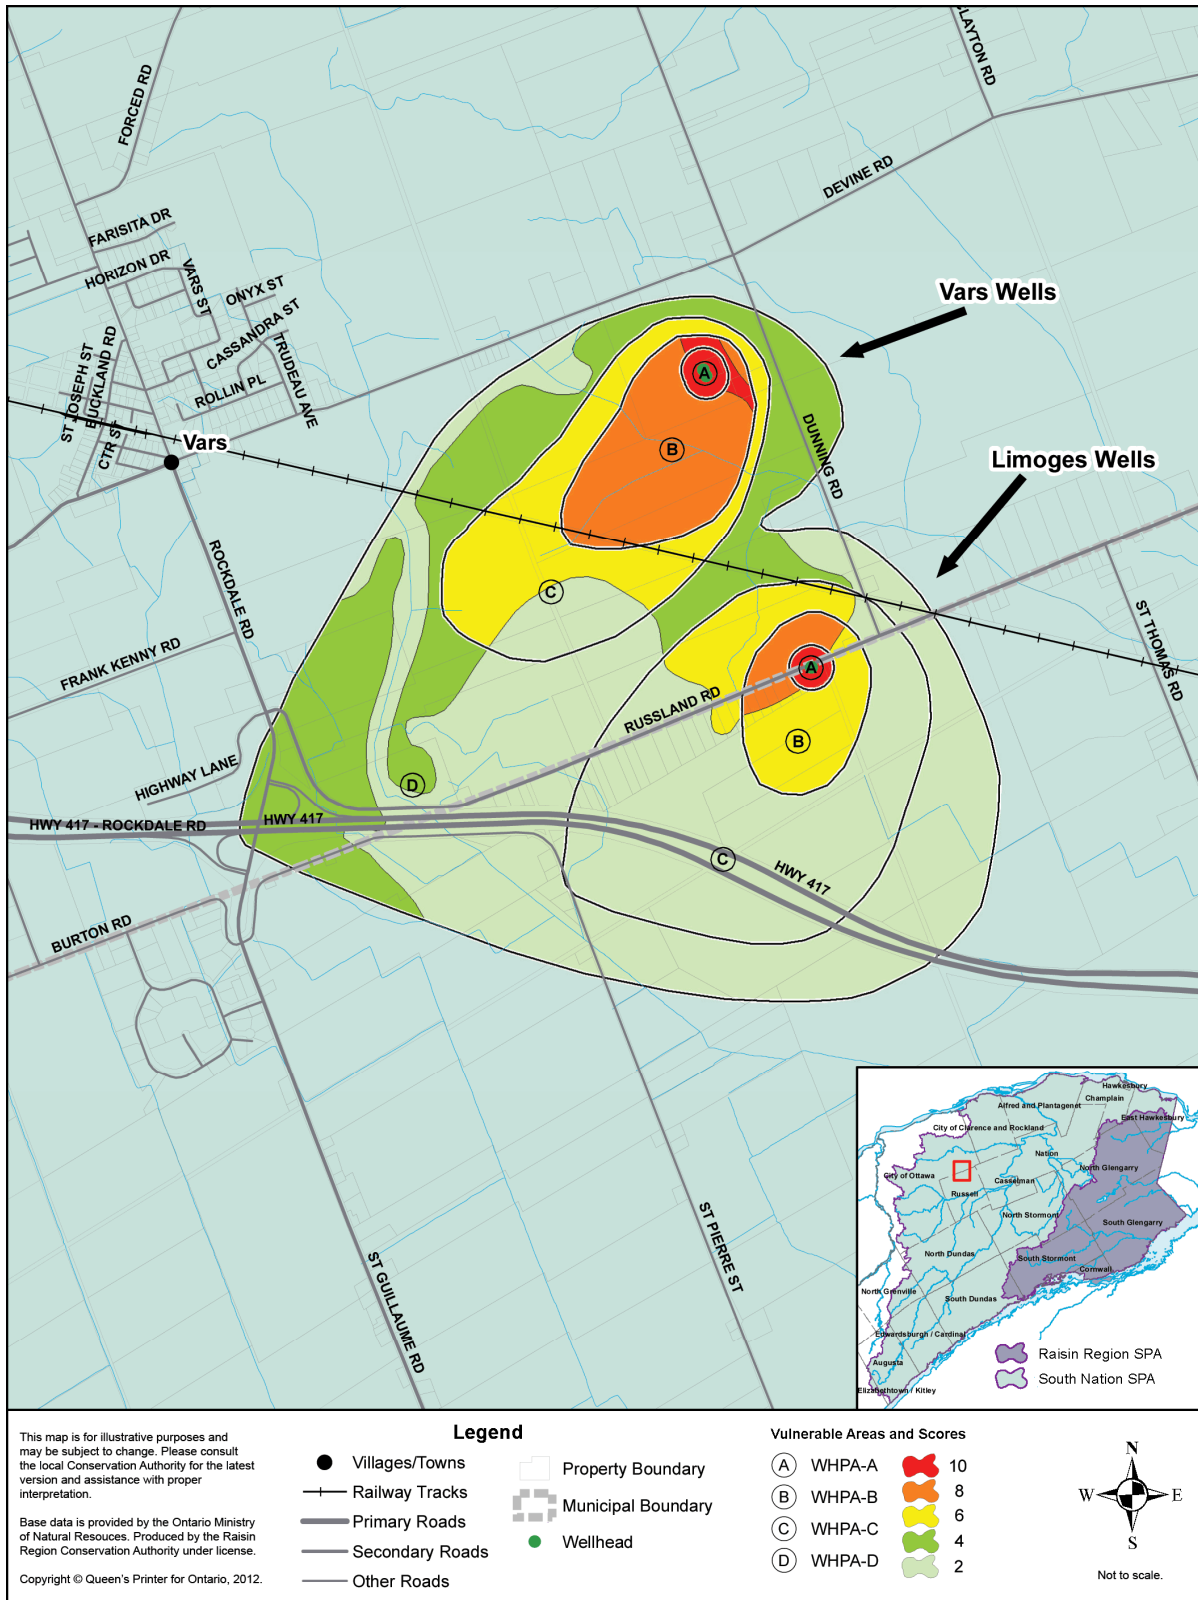 CLAYTON RD
FORCED RD
DEVINE RD
FARISITA DR
HORIZON DR
VARS ST
ONYX ST
CASSANDRA ST
TRUDEAU AVE
ROLLIN PL
ST JOSEPH ST
BUCKLAND RD
CTR ST
Vars
Vars Wells
Limoges Wells
A
B
C
DUNNING RD
ROCKDALE RD
FRANK KENNY RD
ST THOMAS RD
A
B
RUSSLAND RD
HIGHWAY LANE
D
HWY 417 - ROCKDALE RD
HWY 417
C
HWY 417
BURTON RD
ST GUILLAUME RD
ST PIERRE ST
Hawkesbury
Champlain
Alfred and Plantagenet
East Hawkesbury
City of Clarence and Rockland
Nation
North Glengarry
City of Ottawa
Casselman
Russell
North Stormont
South Glengarry
North Dundas
South Stormont
Cornwall
North Grenville
South Dundas
Edwardsburgh / Cardinal
Augusta
Elizabethtown / Kitley
Raisin Region SPA
South Nation SPA
This map is for illustrative purposes and
may be subject to change. Please consult
the local Conservation Authority for the latest
version and assistance with proper
interpretation.
Base data is provided by the Ontario Ministry
of Natural Resouces. Produced by the Raisin
Region Conservation Authority under license.
Copyright © Queen's Printer for Ontario, 2012.
Legend
Villages/Towns
Railway Tracks
Primary Roads
Secondary Roads
Other Roads
Property Boundary
Municipal Boundary
Wellhead
Vulnerable Areas and Scores
A WHPA-A 10
B WHPA-B 8
C WHPA-C 6
D WHPA-D 4
2
N
W E
S
Not to scale.